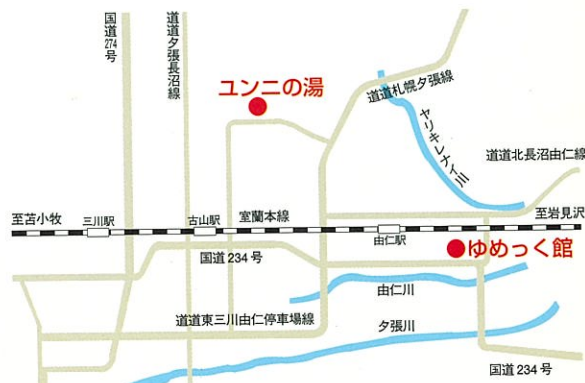 国道274号
道道夕張長沼線
ユンニの湯
道道札幌夕張線
ヤリキレナイ川
道道北長沼由仁線
至苫小牧
三川駅
古山駅
室蘭本線
由仁駅
至岩見沢
国道234号
ゆめっく館
由仁川
道道東三川由仁停車場線
夕張川
国道234号